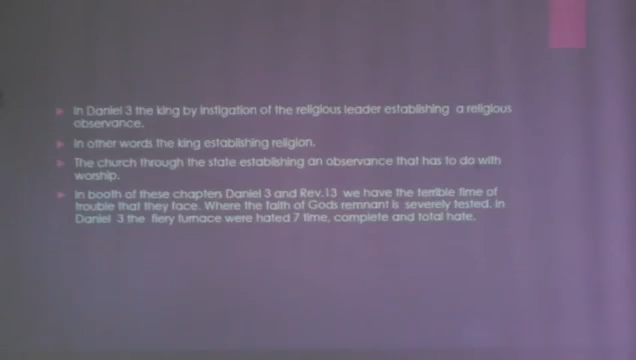 In Daniel 3 the king by instigation of the religious leader establishing a religious
observance.
In other words the king establishing religion.
The church through the state establishing an observance that has to do with
worship.
In booth of these chapters Daniel 3 and Rev.13 we have the terrible time of
trouble that they face. Where the faith of Gods remnant is severely tested. In
Daniel 3 the fiery furnace were hated 7 time, complete and total hate.